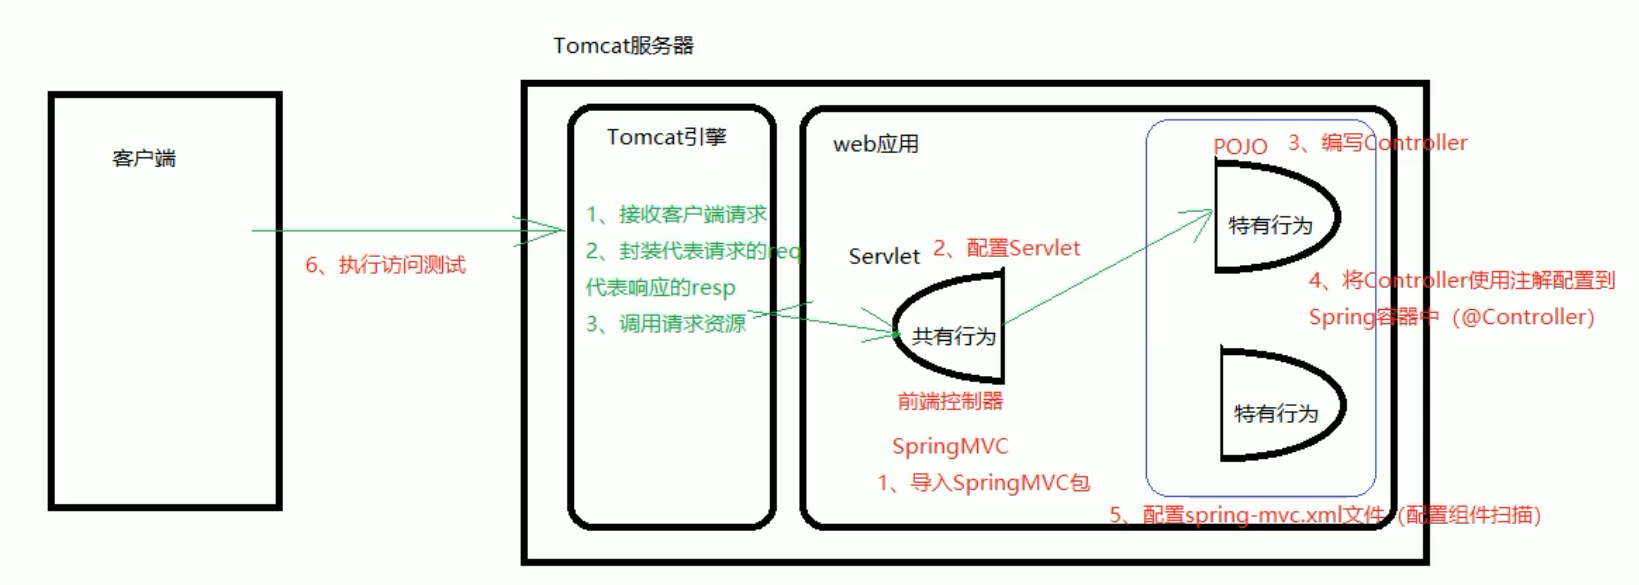 Tomcat服务器
客户端
6、执行访问测试
Tomcat引擎
1、接收客户端请求
2、封装代表请求的req
代表响应的resp
3、调用请求资源
web应用
Servlet
2、配置Servlet
共有行为
前端控制器
SpringMVC
1、导入SpringMVC包
POJO
3、编写Controller
特有行为
4、将Controller使用注解配置到
Spring容器中（@Controller）
特有行为
5、配置spring-mvc.xml文件（配置组件扫描）